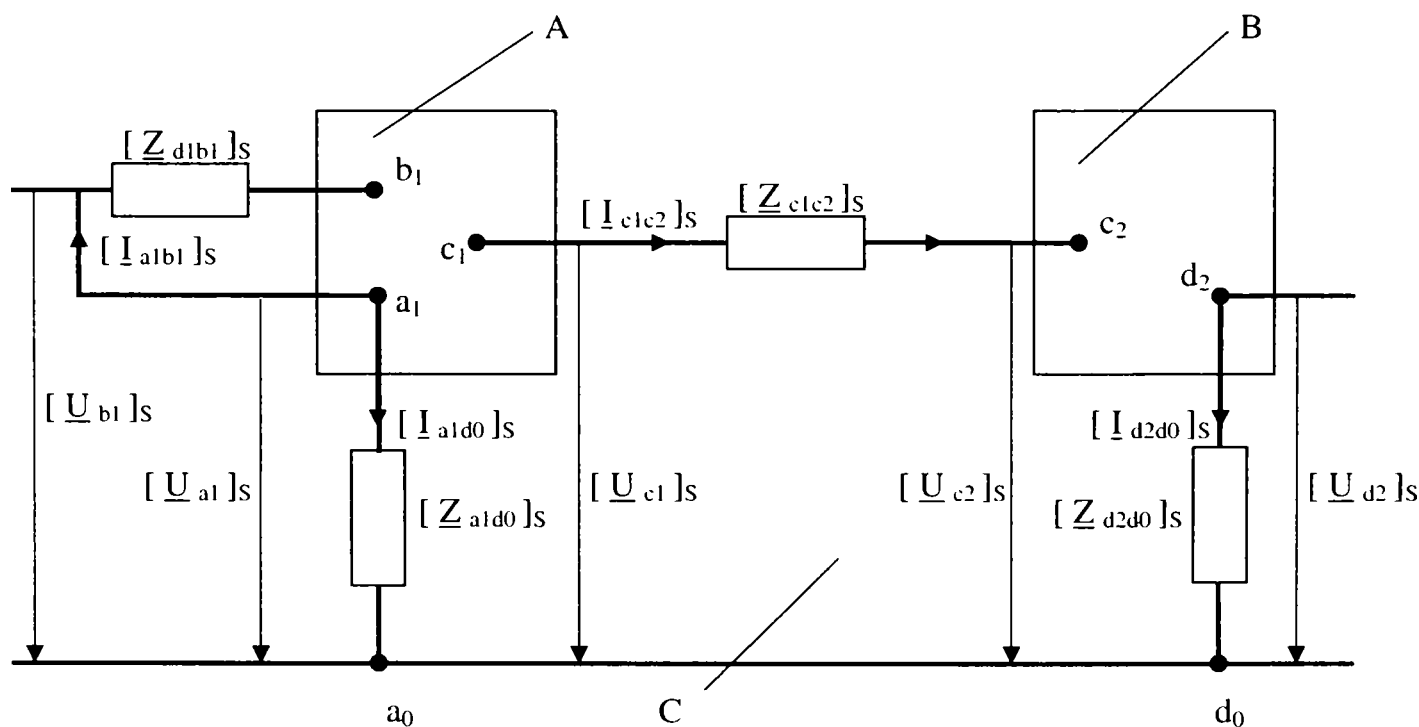 A
B
[ Z d1b1 ]S
b1
[ I c1c2 ]S
[ Z c1c2 ]S
c2
[ I a1b1 ]S
c1
a1
d2
[ U b1 ]S
[ I a1d0 ]S
[ I d2d0 ]S
[ U a1 ]S
[ Z a1d0 ]S
[ U c1 ]S
[ U c2 ]S
[ Z d2d0 ]S
[ U d2 ]S
a0
C
d0